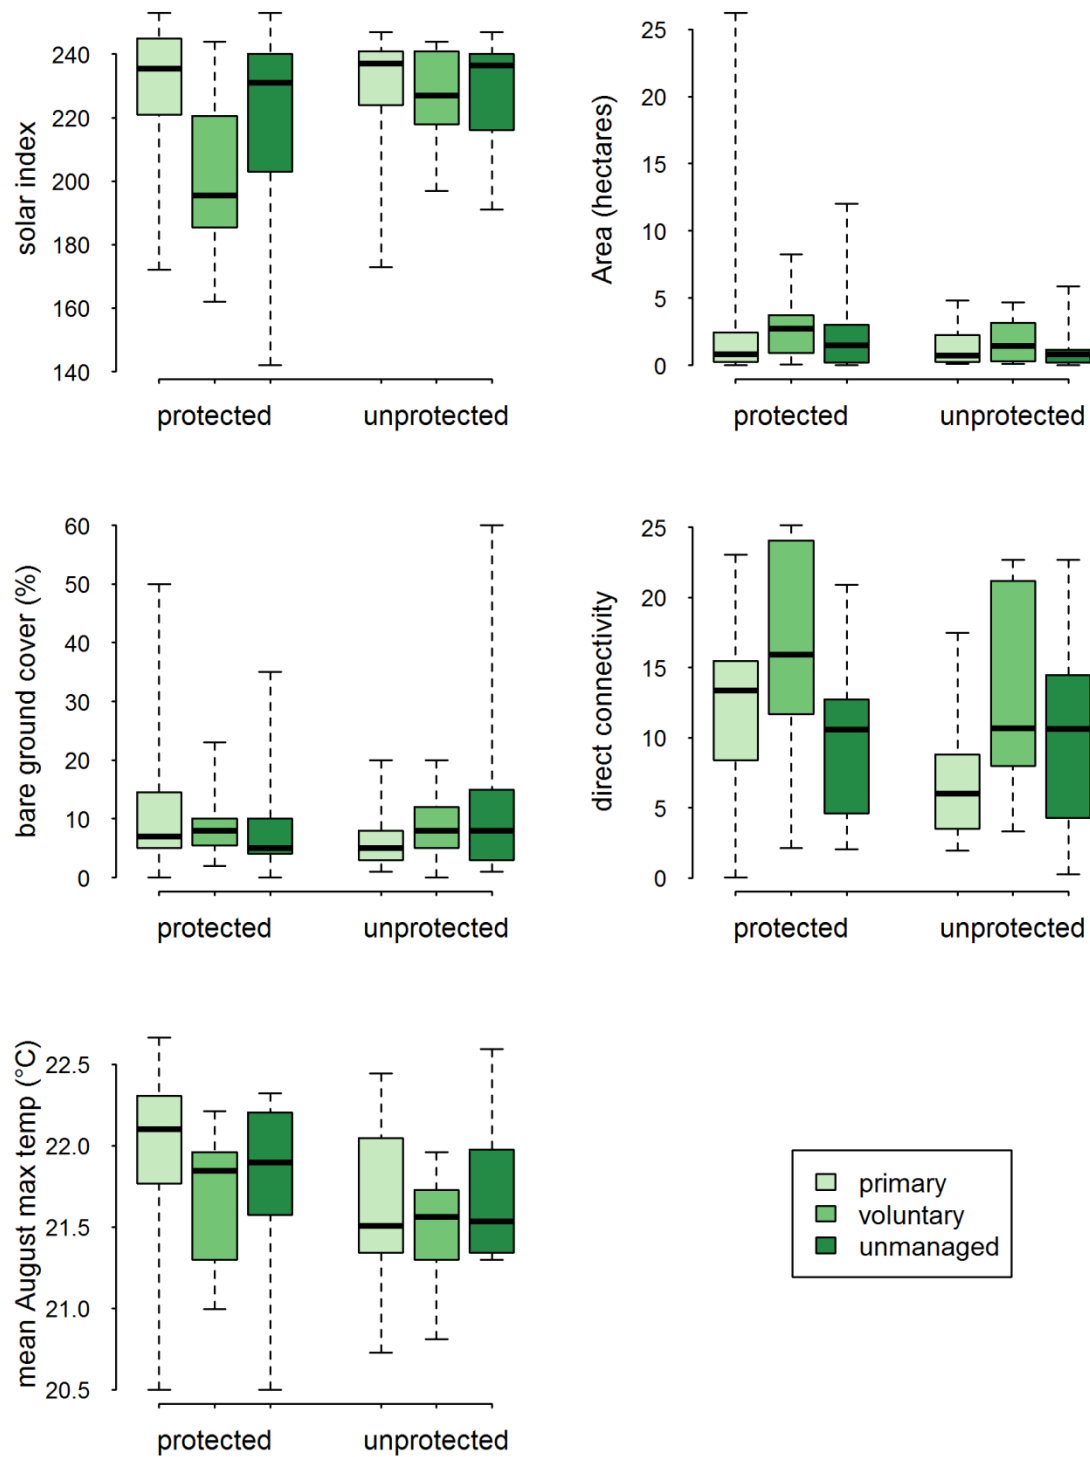 solar index
240
220
200
180
160
140
protected
unprotected
Area (hectares)
25
20
15
10
5
0
protected
unprotected
bare ground cover (%)
60
50
40
30
20
10
0
protected
unprotected
direct connectivity
25
20
15
10
5
0
protected
unprotected
mean August max temp (°C)
22.5
22.0
21.5
21.0
20.5
protected
unprotected
primary
voluntary
unmanaged